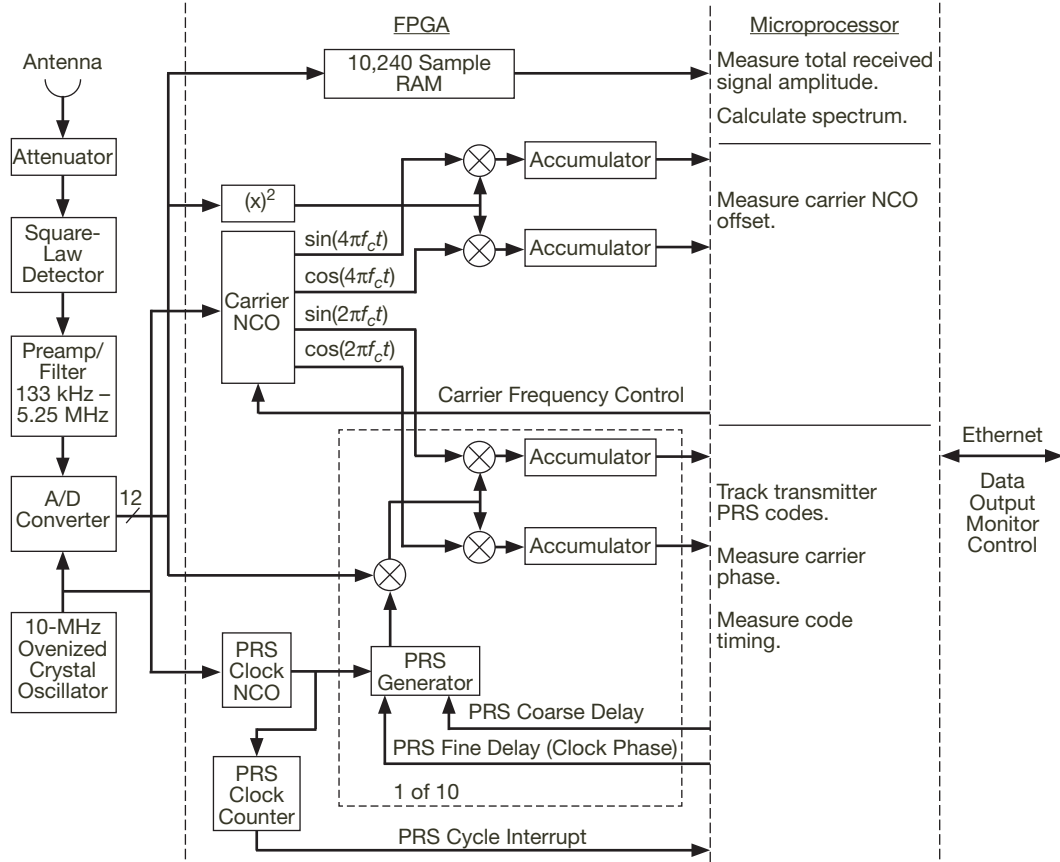 FPGA
Microprocessor
Antenna
10,240 Sample
RAM
Measure total received
signal amplitude.
Calculate spectrum.
Attenuator
Accumulator
(x)²
Measure carrier NCO
offset.
Square-
Law
Detector
sin(4πf_ct)
Accumulator
cos(4πf_ct)
Carrier
NCO
sin(2πf_ct)
cos(2πf_ct)
Preamp/
Filter
133 kHz –
5.25 MHz
Carrier Frequency Control
Accumulator
Ethernet
Data
Output
Monitor
Control
A/D
Converter
12
Track transmitter
PRS codes.
Accumulator
Measure carrier
phase.
Measure code
timing.
10-MHz
Ovenized
Crystal
Oscillator
PRS
Clock
NCO
PRS
Generator
PRS Coarse Delay
PRS Fine Delay (Clock Phase)
PRS
Clock
Counter
1 of 10
PRS Cycle Interrupt